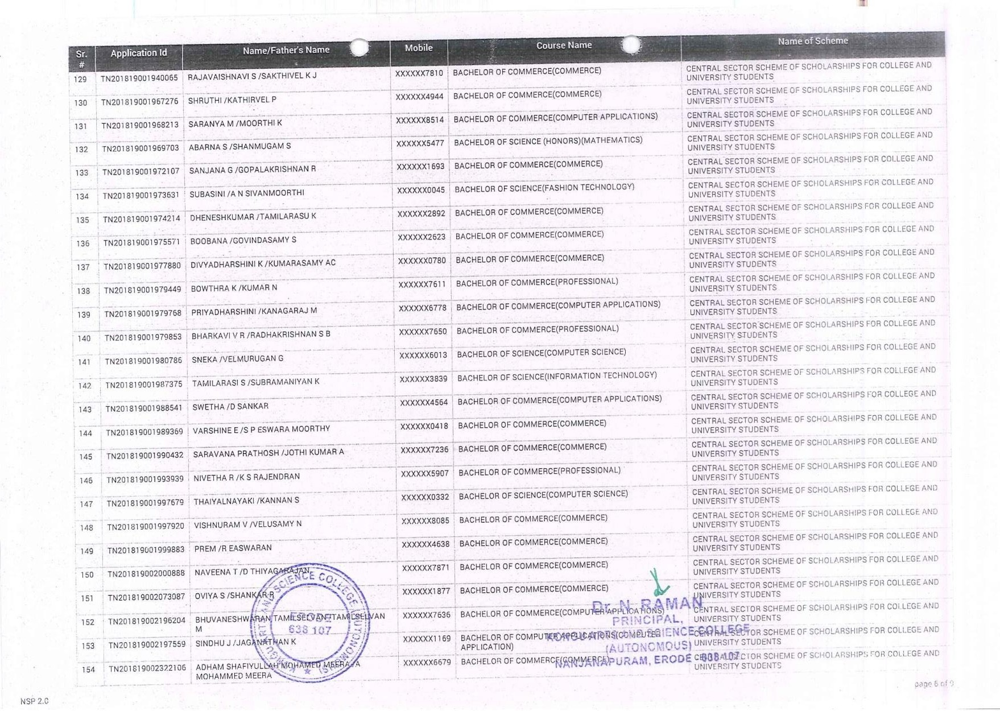 Sr. # Application Id Name/Father's Name Mobile Course Name Name of Scheme
129 TN201819001940065 RAJAVAISHNAVI S /SAKTHIVEL K J XXXXXX7810 BACHELOR OF COMMERCE(COMMERCE) CENTRAL SECTOR SCHEME OF SCHOLARSHIPS FOR COLLEGE AND
UNIVERSITY STUDENTS
130 TN201819001967276 SHRUTHI /KATHIRVEL P XXXXXX4944 BACHELOR OF COMMERCE(COMMERCE) CENTRAL SECTOR SCHEME OF SCHOLARSHIPS FOR COLLEGE AND
UNIVERSITY STUDENTS
131 TN201819001968213 SARANYA M /MOORTHI K XXXXXX8514 BACHELOR OF COMMERCE(COMPUTER APPLICATIONS) CENTRAL SECTOR SCHEME OF SCHOLARSHIPS FOR COLLEGE AND
UNIVERSITY STUDENTS
132 TN201819001969703 ABARNA S /SHANMUGAM S XXXXXX5477 BACHELOR OF SCIENCE (HONORS)(MATHEMATICS) CENTRAL SECTOR SCHEME OF SCHOLARSHIPS FOR COLLEGE AND
UNIVERSITY STUDENTS
133 TN201819001972107 SANJANA G /GOPALAKRISHNAN R XXXXXX1693 BACHELOR OF COMMERCE(COMMERCE) CENTRAL SECTOR SCHEME OF SCHOLARSHIPS FOR COLLEGE AND
UNIVERSITY STUDENTS
134 TN201819001973631 SUBASINI /A N SIVANMOORTHI XXXXXX0045 BACHELOR OF SCIENCE(FASHION TECHNOLOGY) CENTRAL SECTOR SCHEME OF SCHOLARSHIPS FOR COLLEGE AND
UNIVERSITY STUDENTS
135 TN201819001974214 DHENESHKUMAR /TAMILARASU K XXXXXX2892 BACHELOR OF COMMERCE(COMMERCE) CENTRAL SECTOR SCHEME OF SCHOLARSHIPS FOR COLLEGE AND
UNIVERSITY STUDENTS
136 TN201819001975571 BOOBANA /GOVINDASAMY S XXXXXX2623 BACHELOR OF COMMERCE(COMMERCE) CENTRAL SECTOR SCHEME OF SCHOLARSHIPS FOR COLLEGE AND
UNIVERSITY STUDENTS
137 TN201819001977880 DIVYADHARSHINI K /KUMARASAMY AC XXXXXX0780 BACHELOR OF COMMERCE(COMMERCE) CENTRAL SECTOR SCHEME OF SCHOLARSHIPS FOR COLLEGE AND
UNIVERSITY STUDENTS
138 TN201819001979449 BOWTHRA K /KUMAR N XXXXXX7611 BACHELOR OF COMMERCE(PROFESSIONAL) CENTRAL SECTOR SCHEME OF SCHOLARSHIPS FOR COLLEGE AND
UNIVERSITY STUDENTS
139 TN201819001979768 PRIYADHARSHINI /KANAGARAJ M XXXXXX6778 BACHELOR OF COMMERCE(COMPUTER APPLICATIONS) CENTRAL SECTOR SCHEME OF SCHOLARSHIPS FOR COLLEGE AND
UNIVERSITY STUDENTS
140 TN201819001979853 BHARKAVI V R /RADHAKRISHNAN S B XXXXXX7650 BACHELOR OF COMMERCE(PROFESSIONAL) CENTRAL SECTOR SCHEME OF SCHOLARSHIPS FOR COLLEGE AND
UNIVERSITY STUDENTS
141 TN201819001980786 SNEKA /VELMURUGAN G XXXXXX6013 BACHELOR OF SCIENCE(COMPUTER SCIENCE) CENTRAL SECTOR SCHEME OF SCHOLARSHIPS FOR COLLEGE AND
UNIVERSITY STUDENTS
142 TN201819001987375 TAMILARASI S /SUBRAMANIYAN K XXXXXX3839 BACHELOR OF SCIENCE(INFORMATION TECHNOLOGY) CENTRAL SECTOR SCHEME OF SCHOLARSHIPS FOR COLLEGE AND
UNIVERSITY STUDENTS
143 TN201819001988541 SWETHA /D SANKAR XXXXXX4564 BACHELOR OF COMMERCE(COMPUTER APPLICATIONS) CENTRAL SECTOR SCHEME OF SCHOLARSHIPS FOR COLLEGE AND
UNIVERSITY STUDENTS
144 TN201819001989369 VARSHINE E /S P ESWARA MOORTHY XXXXXX0418 BACHELOR OF COMMERCE(COMMERCE) CENTRAL SECTOR SCHEME OF SCHOLARSHIPS FOR COLLEGE AND
UNIVERSITY STUDENTS
145 TN201819001990432 SARAVANA PRATHOSH /JOTHI KUMAR A XXXXXX7236 BACHELOR OF COMMERCE(COMMERCE) CENTRAL SECTOR SCHEME OF SCHOLARSHIPS FOR COLLEGE AND
UNIVERSITY STUDENTS
146 TN201819001993939 NIVETHA R /K S RAJENDRAN XXXXXX5907 BACHELOR OF COMMERCE(PROFESSIONAL) CENTRAL SECTOR SCHEME OF SCHOLARSHIPS FOR COLLEGE AND
UNIVERSITY STUDENTS
147 TN201819001997679 THAIYALNAYAKI /KANNAN S XXXXXX0332 BACHELOR OF SCIENCE(COMPUTER SCIENCE) CENTRAL SECTOR SCHEME OF SCHOLARSHIPS FOR COLLEGE AND
UNIVERSITY STUDENTS
148 TN201819001997920 VISHNURAM V /VELUSAMY N XXXXXX8085 BACHELOR OF COMMERCE(COMMERCE) CENTRAL SECTOR SCHEME OF SCHOLARSHIPS FOR COLLEGE AND
UNIVERSITY STUDENTS
149 TN201819001999883 PREM /R EASWARAN XXXXXX4638 BACHELOR OF COMMERCE(COMMERCE) CENTRAL SECTOR SCHEME OF SCHOLARSHIPS FOR COLLEGE AND
UNIVERSITY STUDENTS
150 TN201819002000888 NAVEENA T /D THIYAGARAJAN XXXXXX7871 BACHELOR OF COMMERCE(COMMERCE) CENTRAL SECTOR SCHEME OF SCHOLARSHIPS FOR COLLEGE AND
UNIVERSITY STUDENTS
151 TN201819002073087 OVIYA S /SHANKAR R XXXXXX1877 BACHELOR OF COMMERCE(COMMERCE) CENTRAL SECTOR SCHEME OF SCHOLARSHIPS FOR COLLEGE AND
UNIVERSITY STUDENTS
152 TN201819002196204 BHUVANESHWARAN TAMILSELVAN /TAMILSELVAN XXXXXX7636 BACHELOR OF COMMERCE(COMPUTER APPLICATIONS) CENTRAL SECTOR SCHEME OF SCHOLARSHIPS FOR COLLEGE AND
M UNIVERSITY STUDENTS
153 TN201819002197559 SINDHU J /JAGANATHAN K XXXXXX1169 BACHELOR OF COMPUTER APPLICATIONS(COMPUTER CENTRAL SECTOR SCHEME OF SCHOLARSHIPS FOR COLLEGE AND
APPLICATION) UNIVERSITY STUDENTS
154 TN201819002322106 ADHAM SHAFIYULLAH MOHAMED MEERA /A XXXXXX6679 BACHELOR OF COMMERCE(COMMERCE) CENTRAL SECTOR SCHEME OF SCHOLARSHIPS FOR COLLEGE AND
MOHAMMED MEERA UNIVERSITY STUDENTS
KONGU ARTS AND SCIENCE COLLEGE (AUTONOMOUS)
ERODE
638 107
Dr. N. RAMAN
PRINCIPAL,
KONGU ARTS AND SCIENCE COLLEGE
(AUTONOMOUS)
NANJANAPURAM, ERODE - 638 107.
page 6 of 9
NSP 2.0